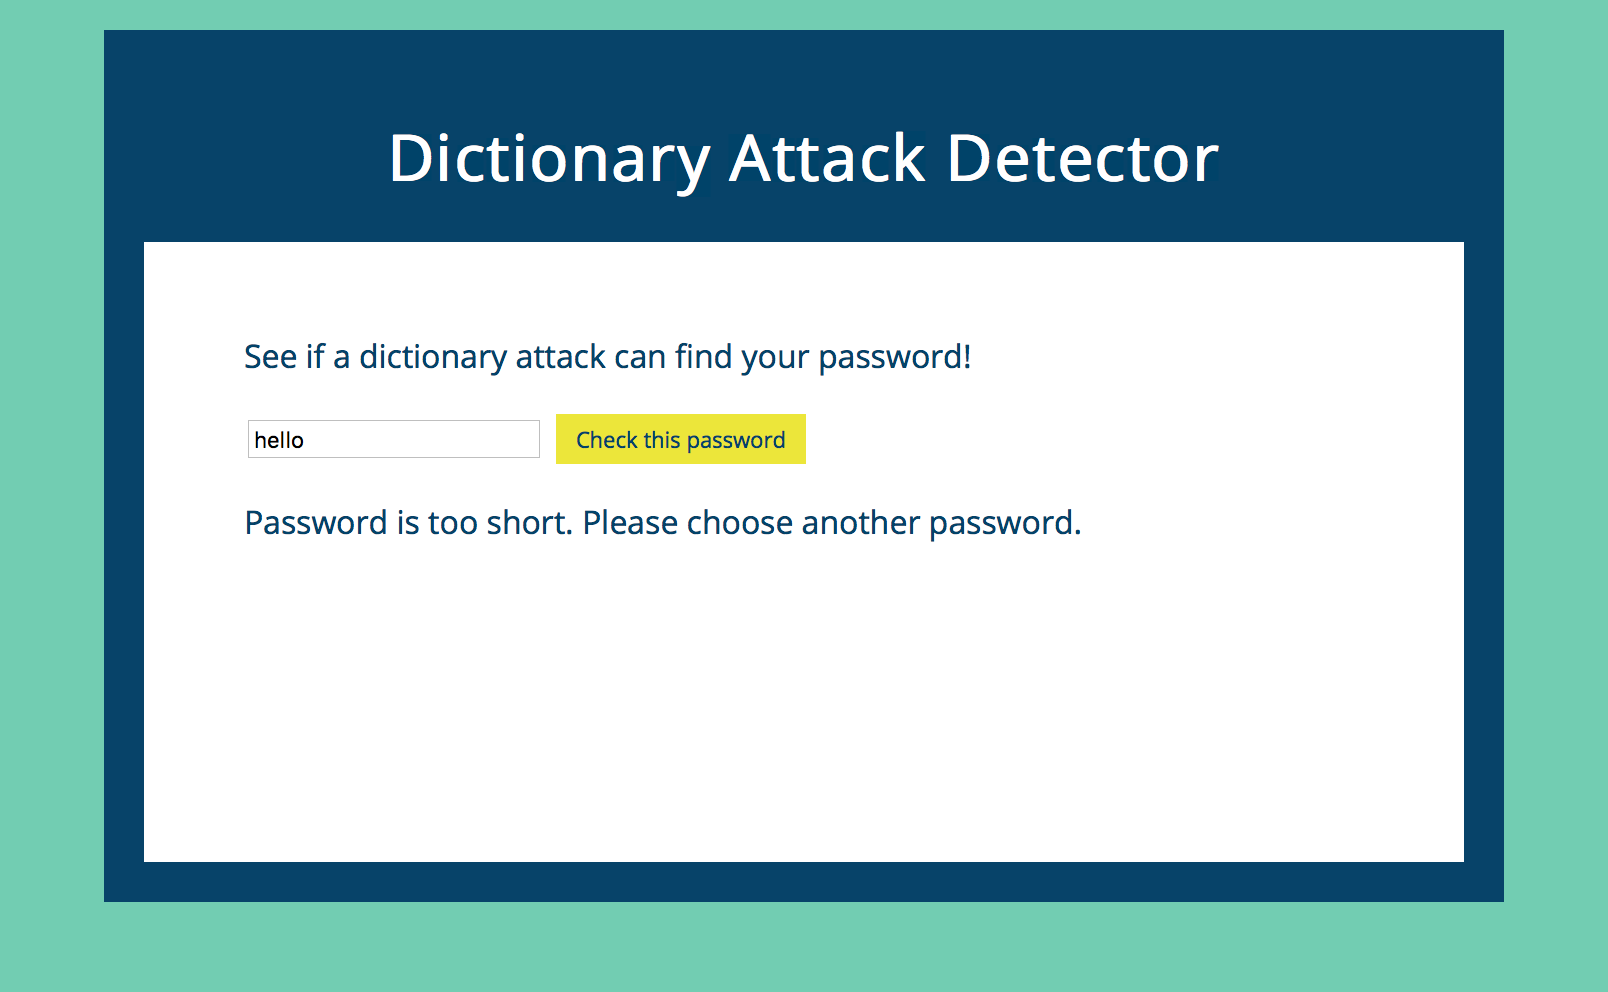 Dictionary Attack Detector
See if a dictionary attack can find your password!
hello
Check this password
Password is too short. Please choose another password.